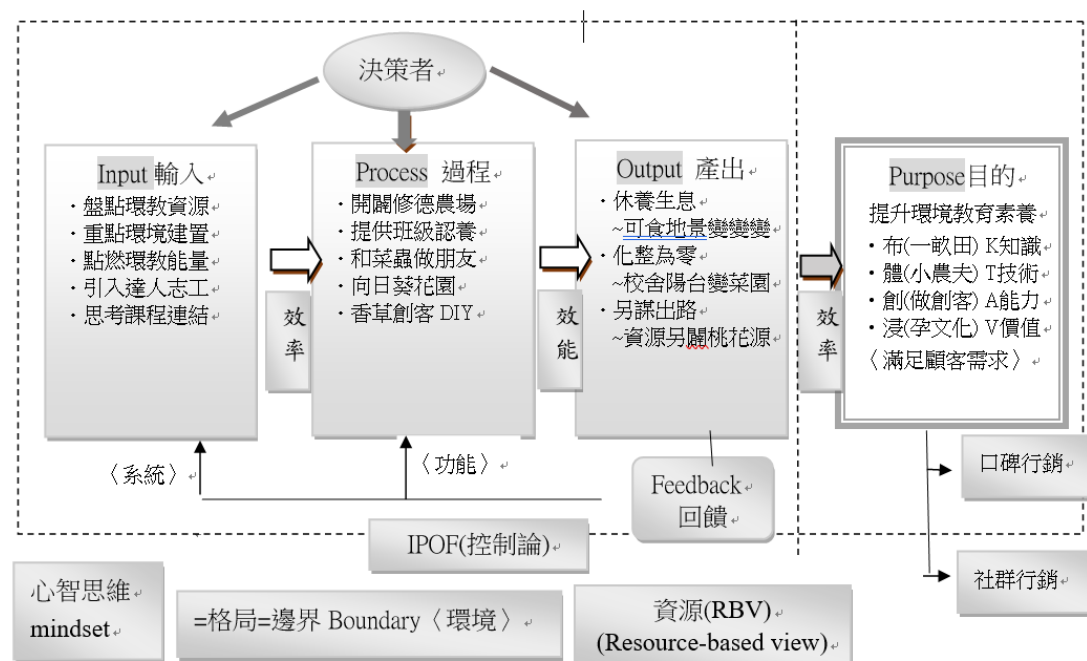 決策者
Input 輸入
・盤點環教資源
・重點環境建置
・點燃環教能量
・引入達人志工
・思考課程連結
效率
Process 過程
・開闢修德農場
・提供班級認養
・和菜蟲做朋友
・向日葵花園
・香草創客 DIY
效能
Output 產出
・休養生息
~可食地景變變變
・化整為零
~校舍陽台變菜園
・另謀出路
~資源另闢桃花源
效率
Purpose目的
提升環境教育素養
・布(一畝田) K知識
・體(小農夫) T技術
・創(做創客) A能力
・浸(孕文化) V價值
〈滿足顧客需求〉
〈系統〉
〈功能〉
Feedback
回饋
口碑行銷
社群行銷
IPOF(控制論)
心智思維
mindset
=格局=邊界 Boundary〈環境〉
資源(RBV)
(Resource-based view)